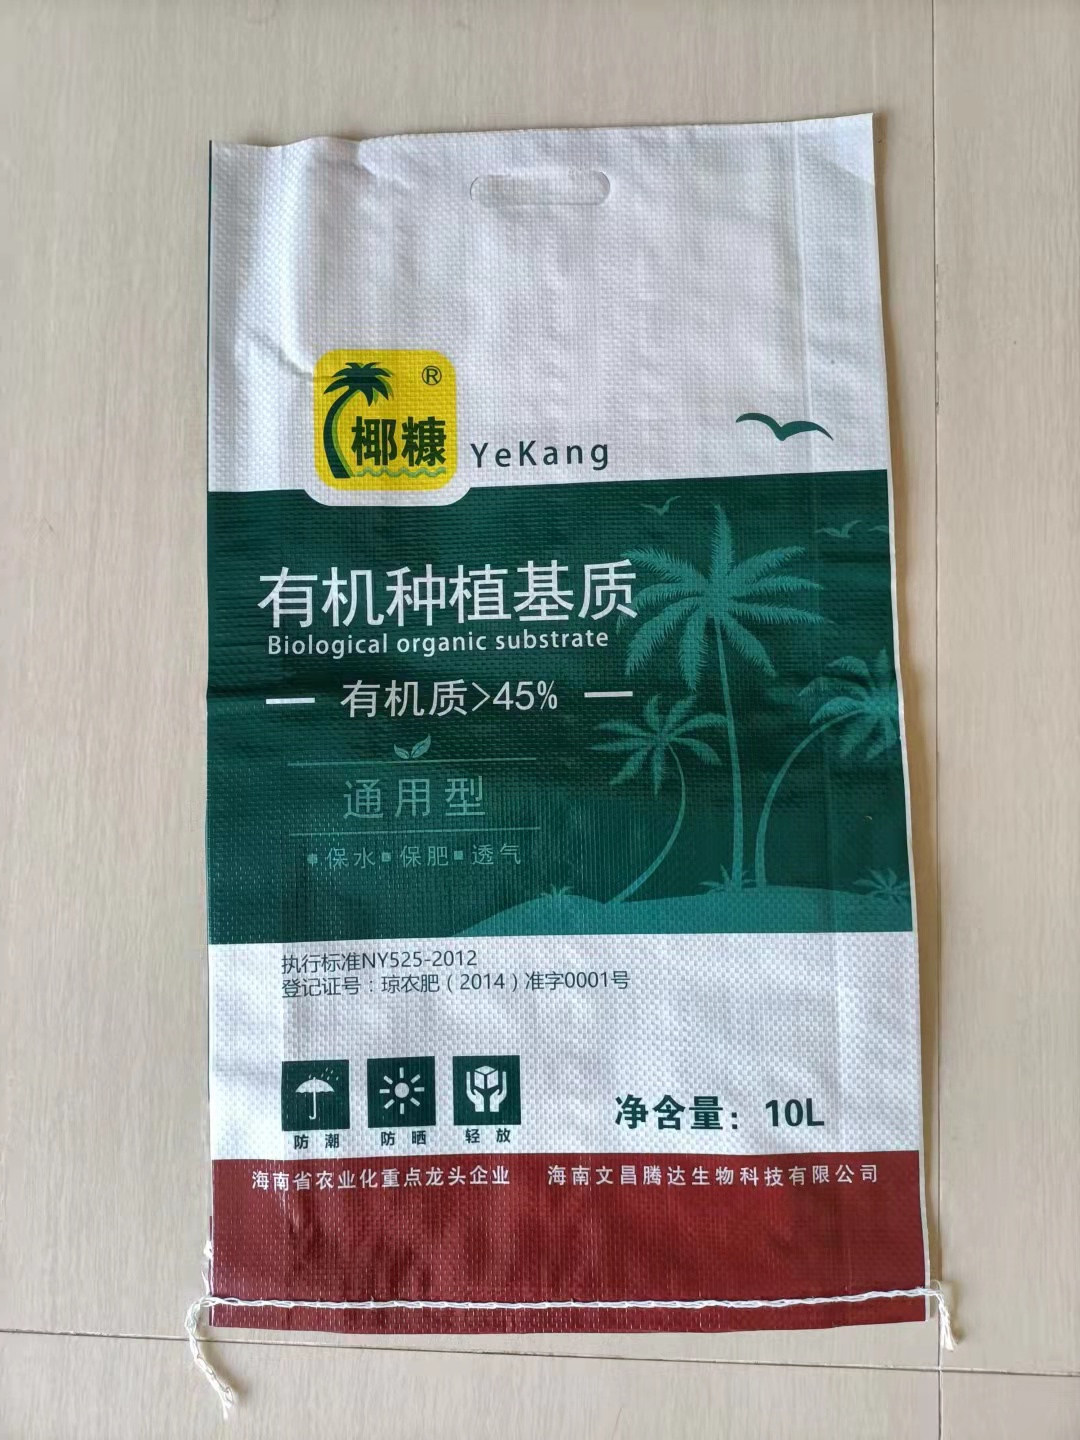 ®
椰糠
YeKang
有机种植基质
Biological organic substrate
有机质>45%
通用型
保水 保肥 透气
执行标准NY525-2012
登记证号：琼农肥（2014）准字0001号
防潮 防晒 轻放
净含量：10L
海南省农业化重点龙头企业 海南文昌腾达生物科技有限公司